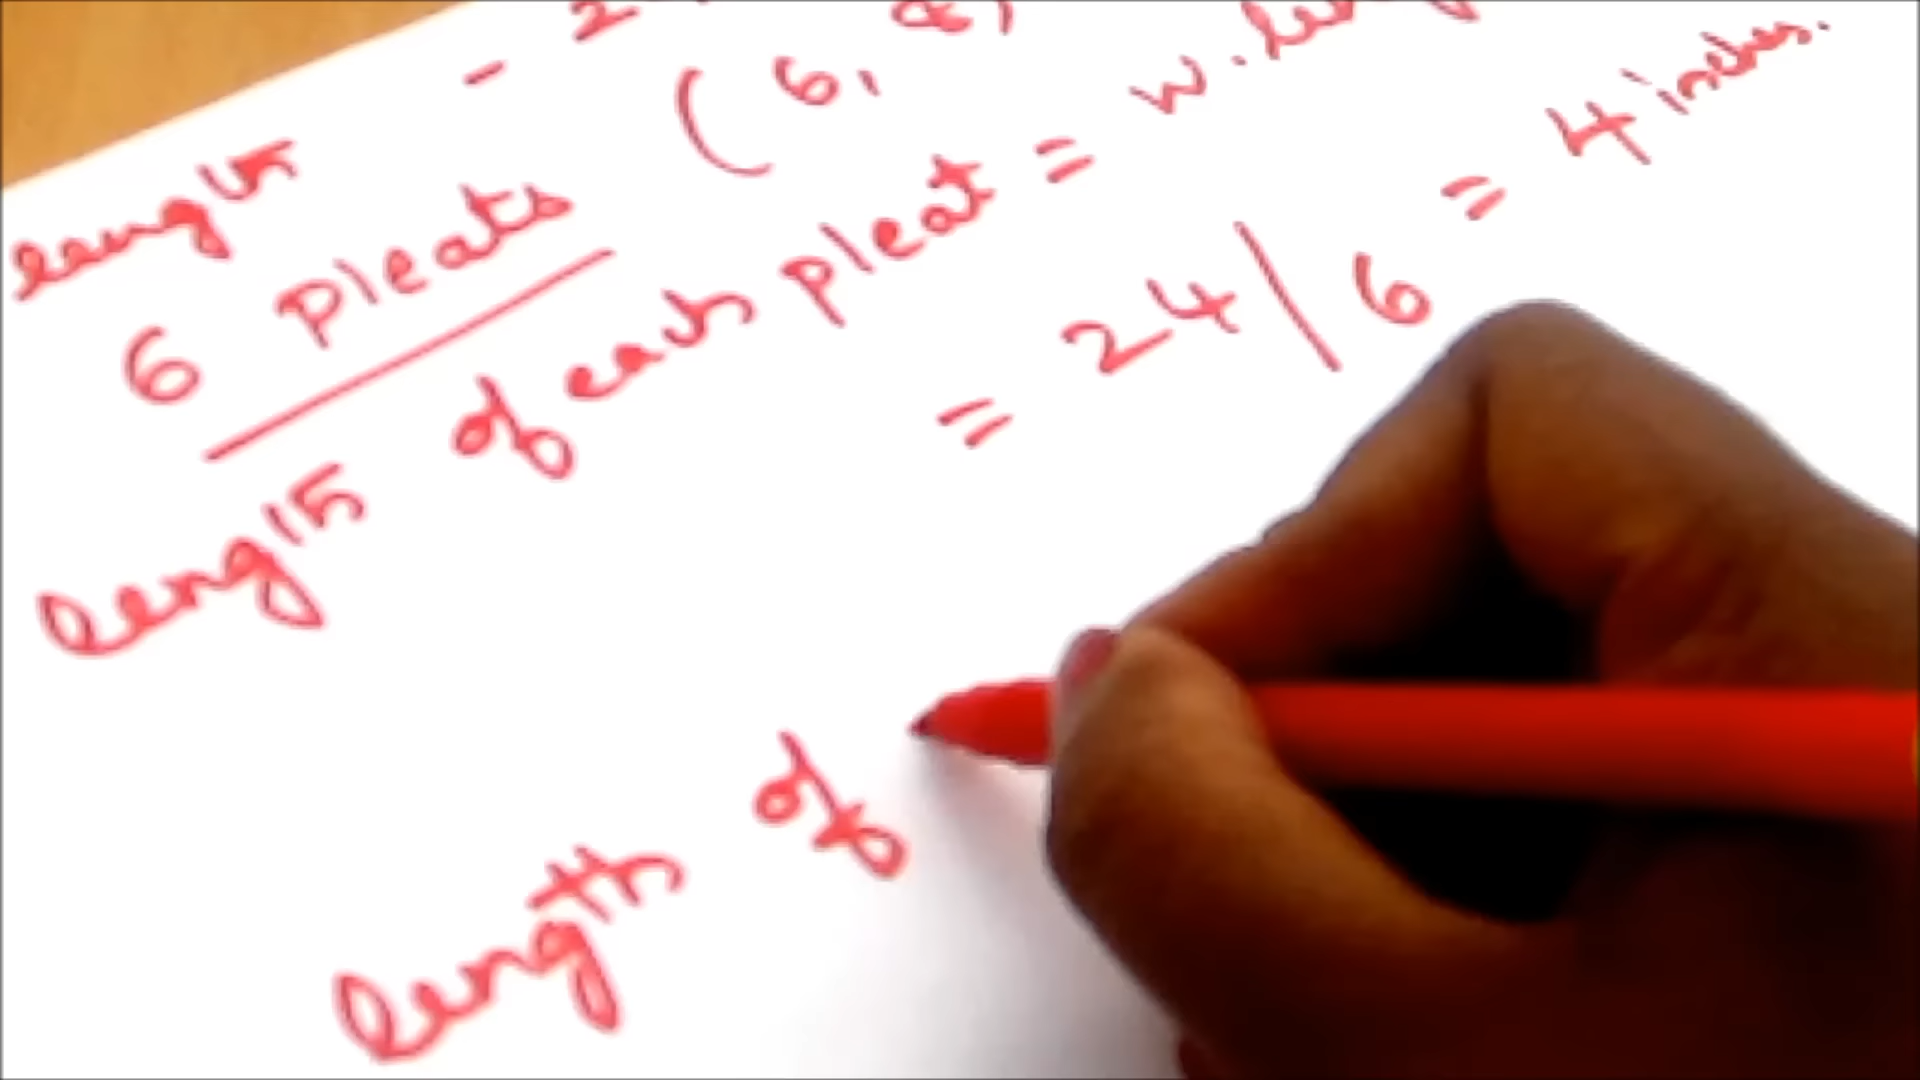 length -
6 pleats (6,
length of each pleat = w.
= 24/6 = 4 inches.
length of